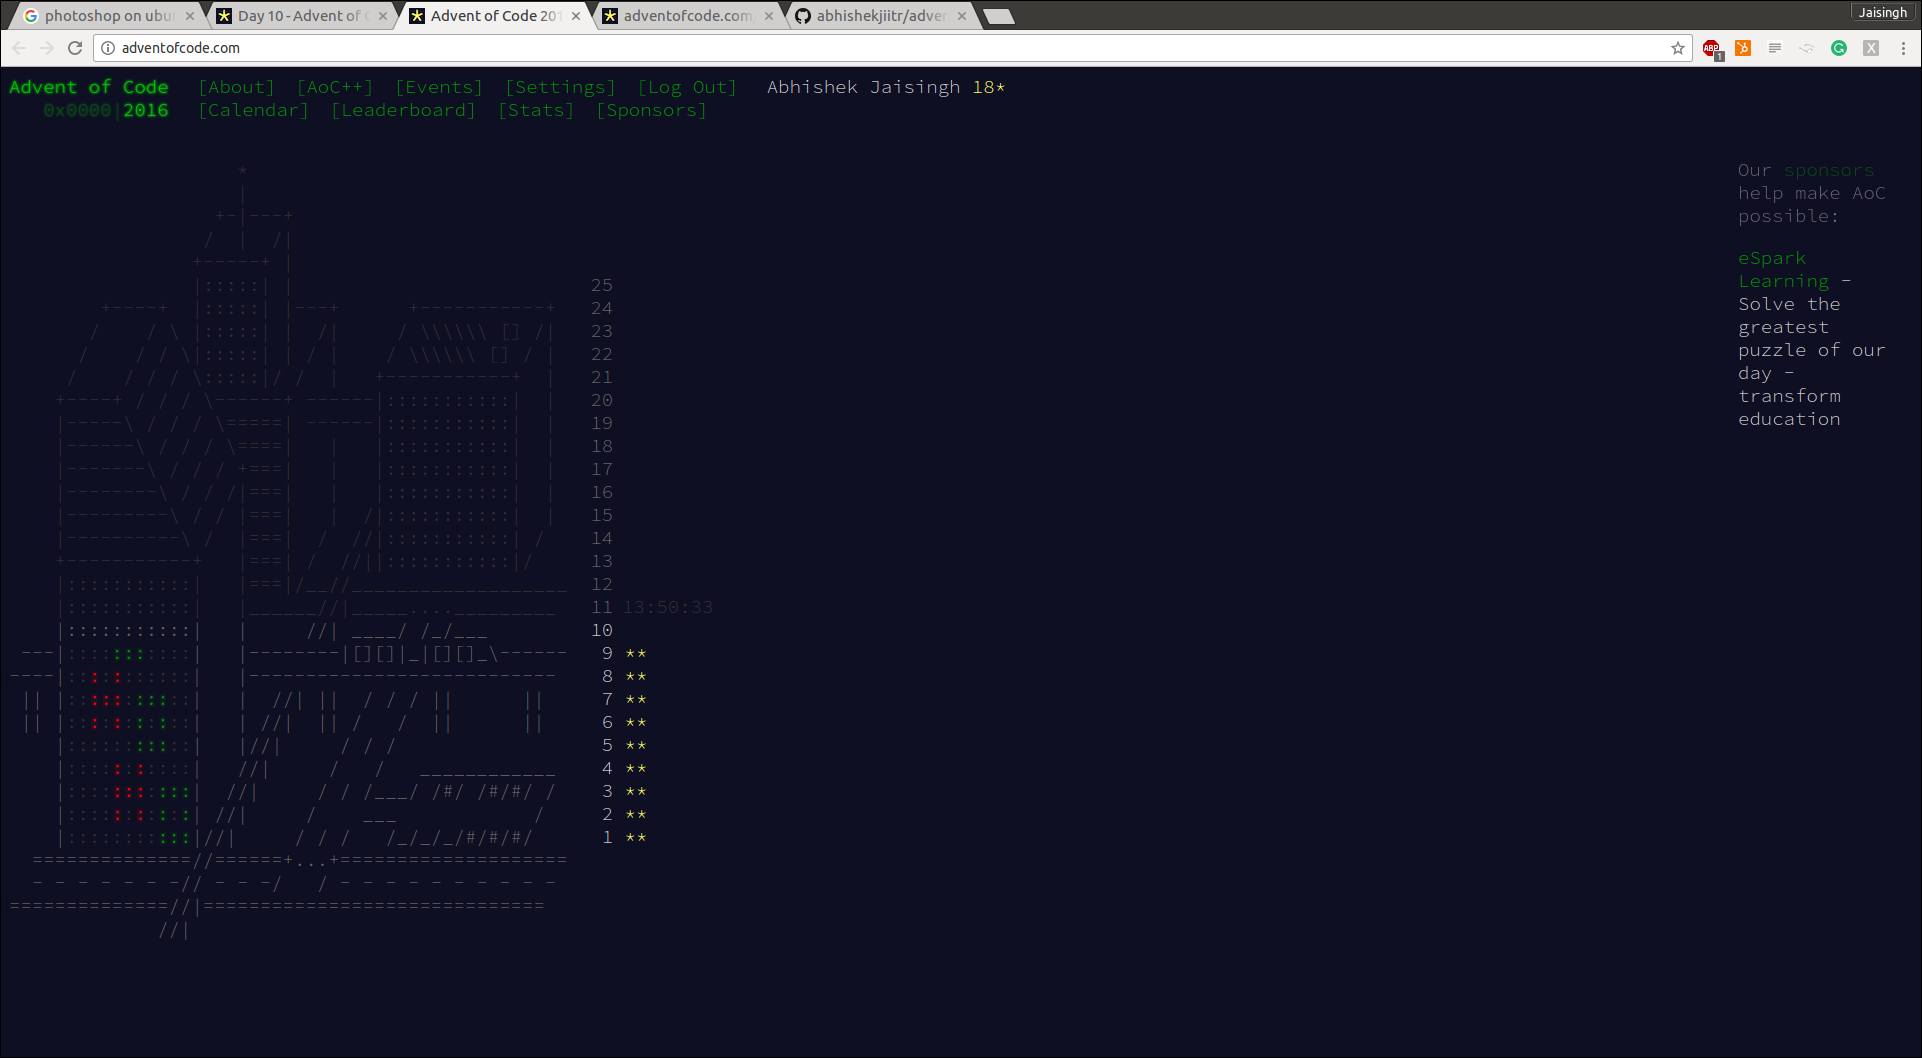 photoshop on ubu
Day 10 - Advent of C
Advent of Code 201
adventofcode.com
abhishekjiitr/adven
Jaisingh
adventofcode.com
ABP
1
Advent of Code [About] [AoC++] [Events] [Settings] [Log Out] Abhishek Jaisingh 18*
0x0000|2016 [Calendar] [Leaderboard] [Stats] [Sponsors]
Our sponsors
help make AoC
possible:
eSpark
Learning -
Solve the
greatest
puzzle of our
day -
transform
education
25
24
23
22
21
20
19
18
17
16
15
14
13
12
11 13:50:33
10
9 **
8 **
7 **
6 **
5 **
4 **
3 **
2 **
1 **